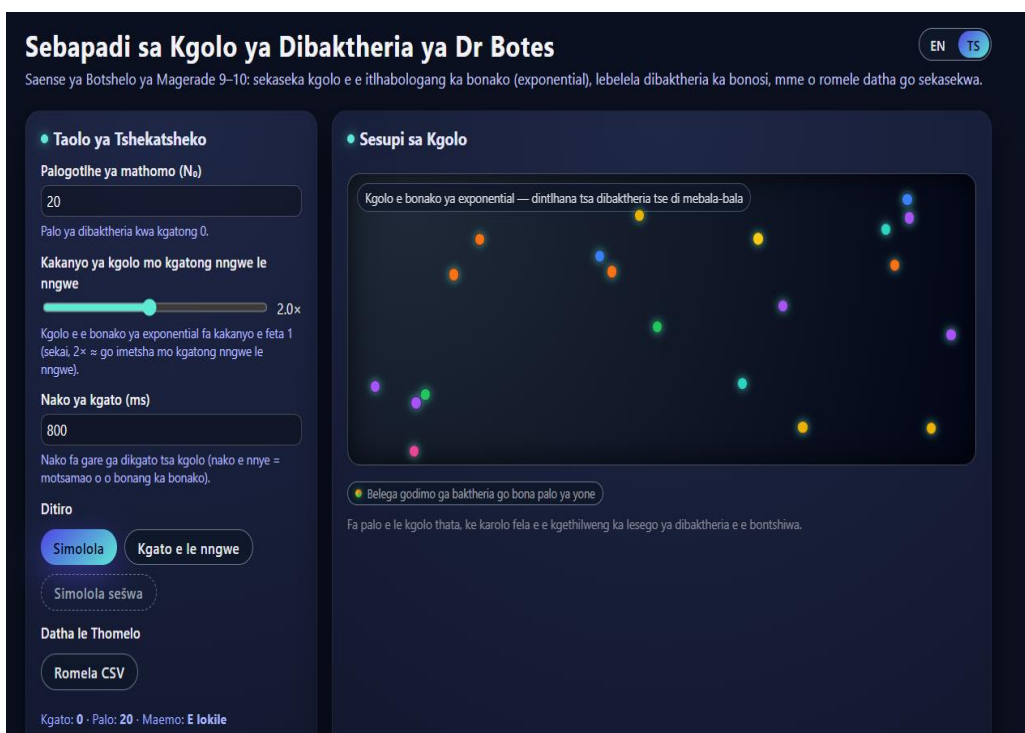 Sebapadi sa Kgolo ya Dibaktheria ya Dr Botes
EN TS
Saense ya Botshelo ya Magerade 9–10: sekaseka kgolo e e itlhabologang ka bonako (exponential), lebelela dibaktheria ka bonosi, mme o romele datha go sekasekwa.
Taolo ya Tshekatsheko
Palogotlhe ya mathomo (N₀)
20
Palo ya dibaktheria kwa kgatong 0.
Kakanyo ya kgolo mo kgatong nngwe le
nngwe
2.0×
Kgolo e e bonako ya exponential fa kakanyo e feta 1
(sekai, 2× ≈ go imetsha mo kgatong nngwe le
nngwe).
Nako ya kgato (ms)
800
Nako fa gare ga dikgato tsa kgolo (nako e nnye =
motsamao o o bonang ka bonako).
Ditiro
Simolola
Kgato e le nngwe
Simolola sešwa
Datha le Thomelo
Romela CSV
Kgato: 0 · Palo: 20 · Maemo: E lokile
Sesupi sa Kgolo
Kgolo e bonako ya exponential — dintlhana tsa dibaktheria tse di mebala-bala
Belega godimo ga baktheria go bona palo ya yone
Fa palo e le kgolo thata, ke karolo fela e e kgethilweng ka lesego ya dibaktheria e e bontshiwa.